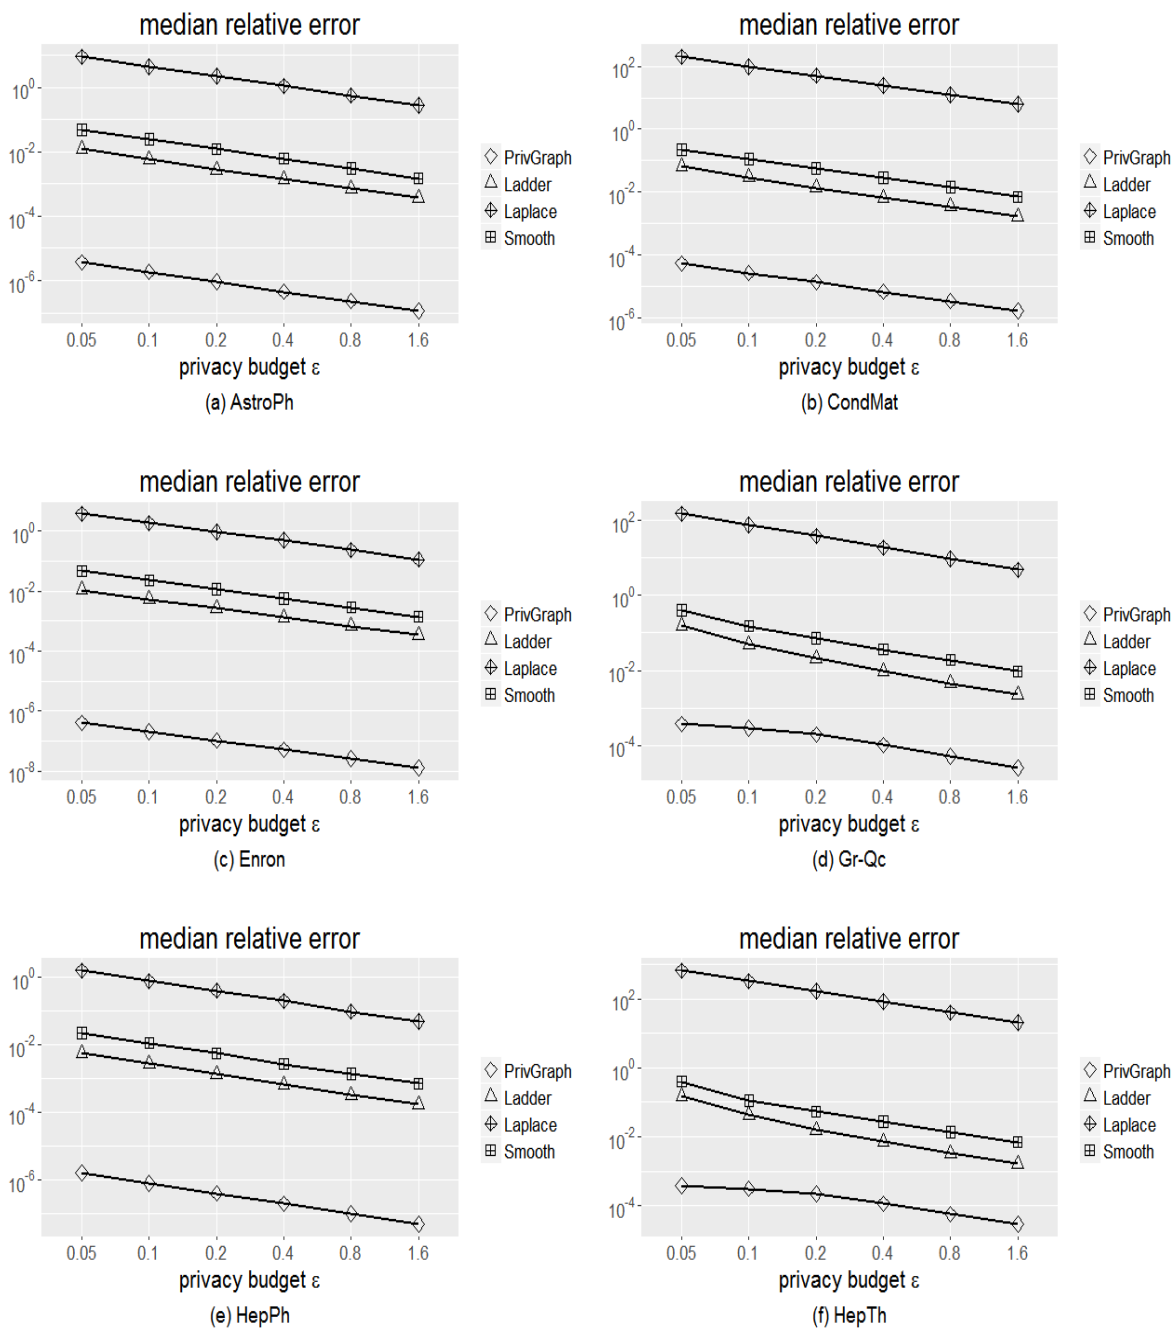 median relative error
10^0
10^-2
10^-4
10^-6
0.05 0.1 0.2 0.4 0.8 1.6
privacy budget ε
(a) AstroPh
PrivGraph
Ladder
Laplace
Smooth
median relative error
10^2
10^0
10^-2
10^-4
10^-6
0.05 0.1 0.2 0.4 0.8 1.6
privacy budget ε
(b) CondMat
PrivGraph
Ladder
Laplace
Smooth
median relative error
10^0
10^-2
10^-4
10^-6
10^-8
0.05 0.1 0.2 0.4 0.8 1.6
privacy budget ε
(c) Enron
PrivGraph
Ladder
Laplace
Smooth
median relative error
10^2
10^0
10^-2
10^-4
0.05 0.1 0.2 0.4 0.8 1.6
privacy budget ε
(d) Gr-Qc
PrivGraph
Ladder
Laplace
Smooth
median relative error
10^0
10^-2
10^-4
10^-6
0.05 0.1 0.2 0.4 0.8 1.6
privacy budget ε
(e) HepPh
PrivGraph
Ladder
Laplace
Smooth
median relative error
10^2
10^0
10^-2
10^-4
0.05 0.1 0.2 0.4 0.8 1.6
privacy budget ε
(f) HepTh
PrivGraph
Ladder
Laplace
Smooth